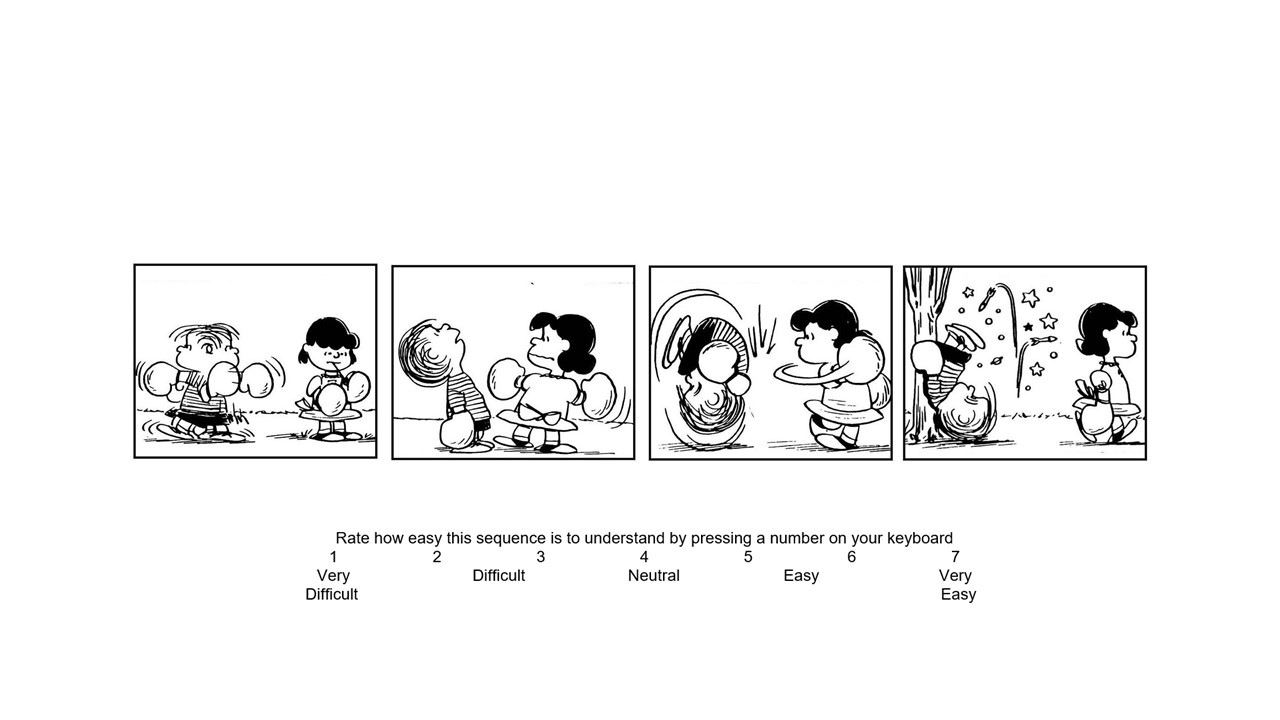 Rate how easy this sequence is to understand by pressing a number on your keyboard
1 2 3 4 5 6 7
Very Difficult Neutral Easy Very
Difficult Easy